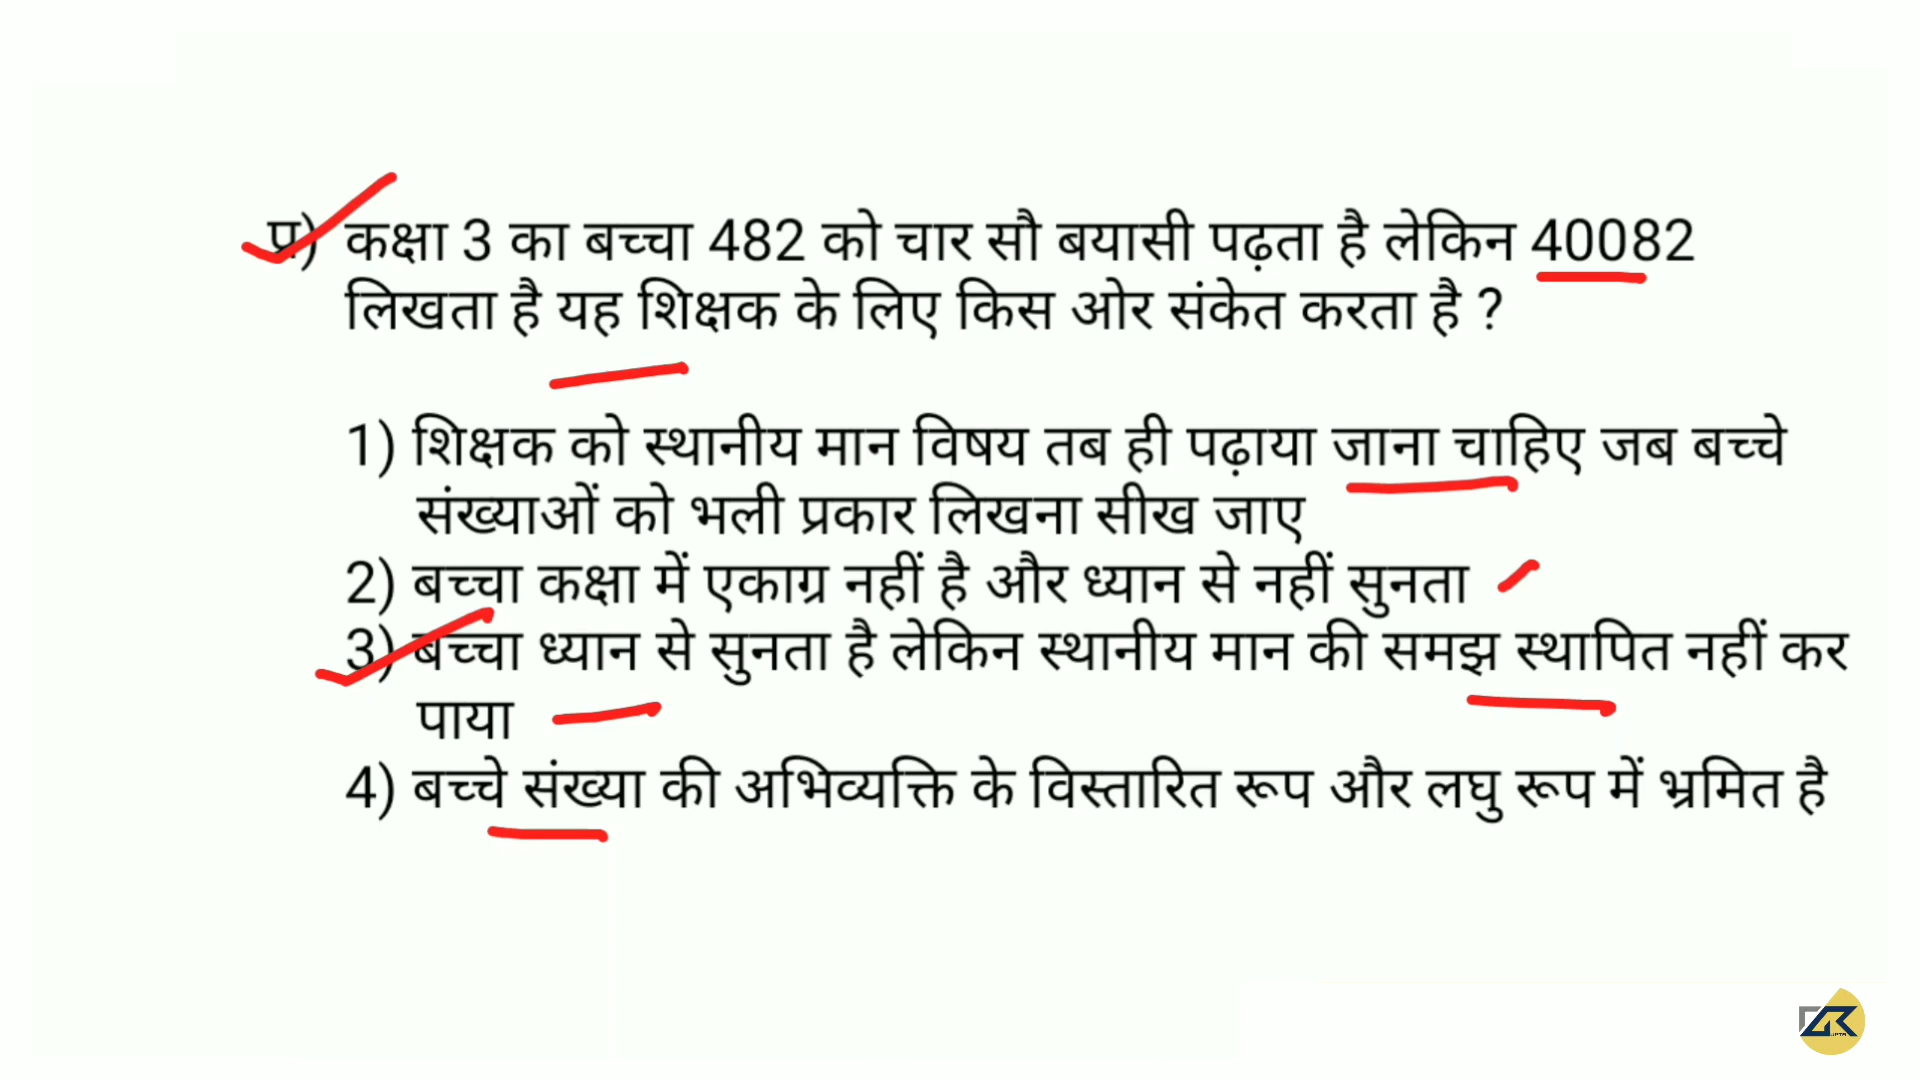 प्र) कक्षा 3 का बच्चा 482 को चार सौ बयासी पढ़ता है लेकिन 40082
लिखता है यह शिक्षक के लिए किस ओर संकेत करता है ?
1) शिक्षक को स्थानीय मान विषय तब ही पढ़ाया जाना चाहिए जब बच्चे
संख्याओं को भली प्रकार लिखना सीख जाए
2) बच्चा कक्षा में एकाग्र नहीं है और ध्यान से नहीं सुनता
3) बच्चा ध्यान से सुनता है लेकिन स्थानीय मान की समझ स्थापित नहीं कर
पाया
4) बच्चे संख्या की अभिव्यक्ति के विस्तारित रूप और लघु रूप में भ्रमित है